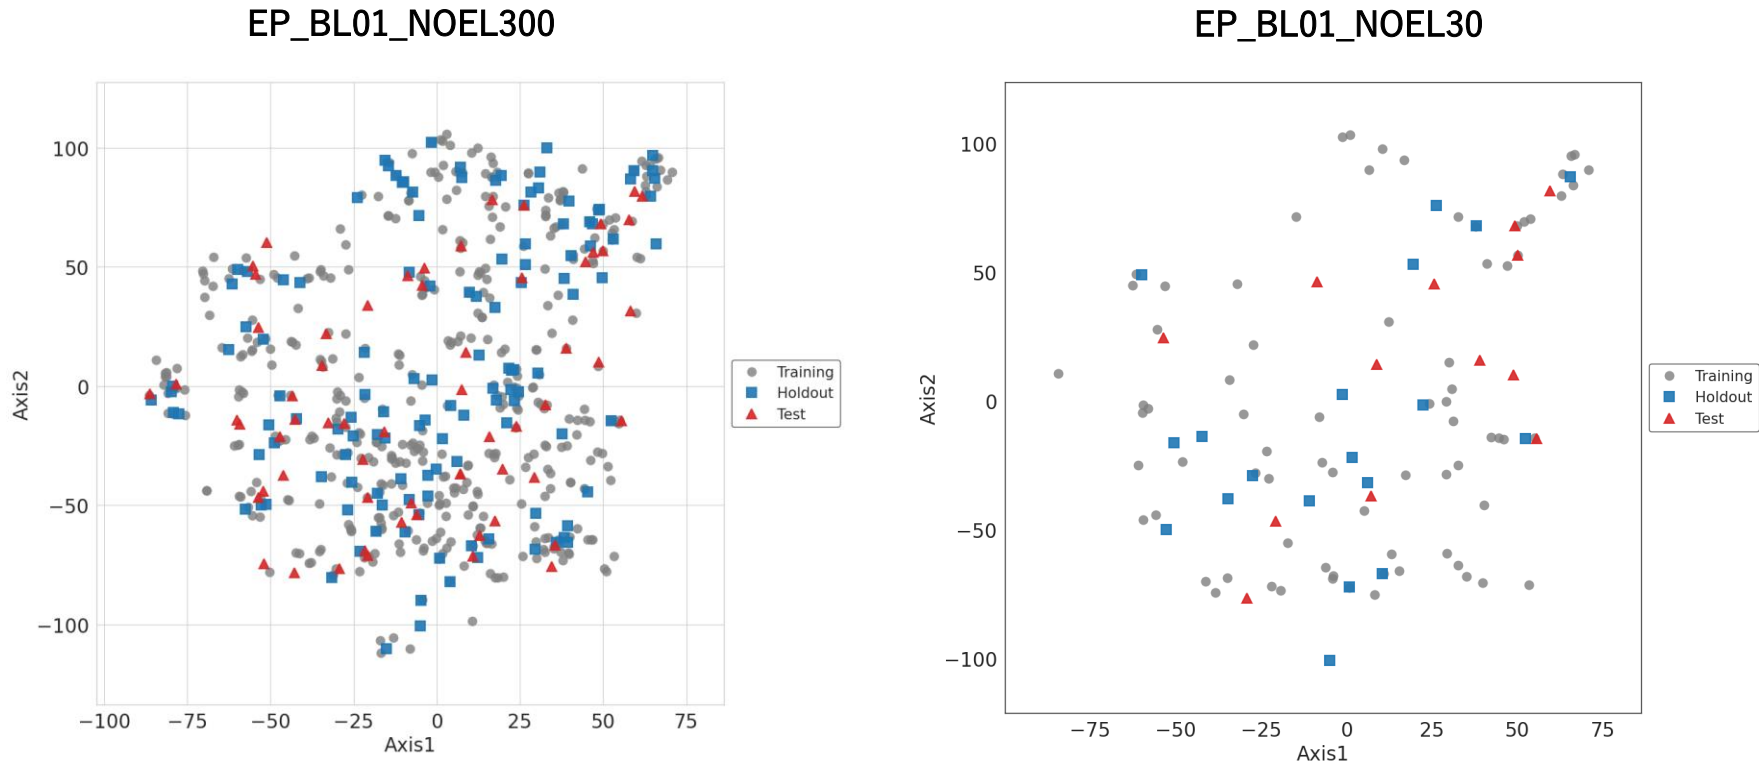 EP_BL01_NOEL300
100
50
0
−50
−100
Axis2
−100 −75 −50 −25 0 25 50 75
Axis1
Training
Holdout
Test
EP_BL01_NOEL30
100
50
0
−50
−100
Axis2
−75 −50 −25 0 25 50 75
Axis1
Training
Holdout
Test